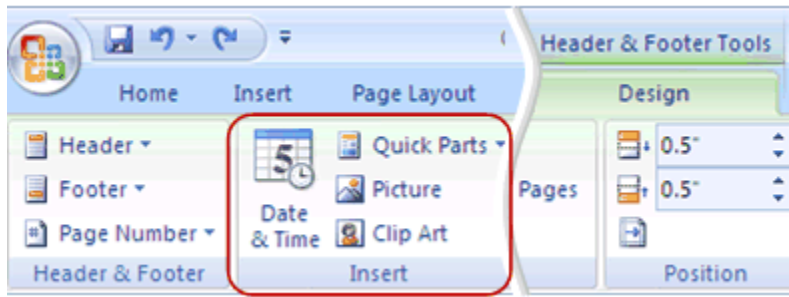 Header & Footer Tools
Home Insert Page Layout Design
Header Quick Parts 0.5"
5
Footer Picture Pages 0.5"
Date
& Time
Page Number Clip Art
Header & Footer Insert Position